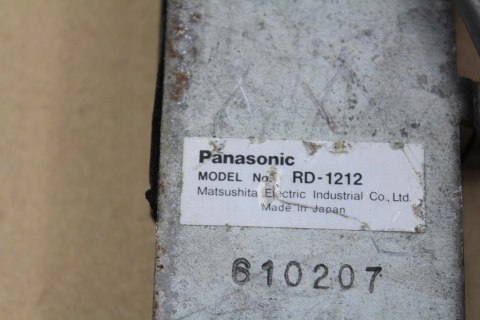 Panasonic
MODEL No. RD-1212
Matsushita Electric Industrial Co., Ltd.
Made in Japan
610207